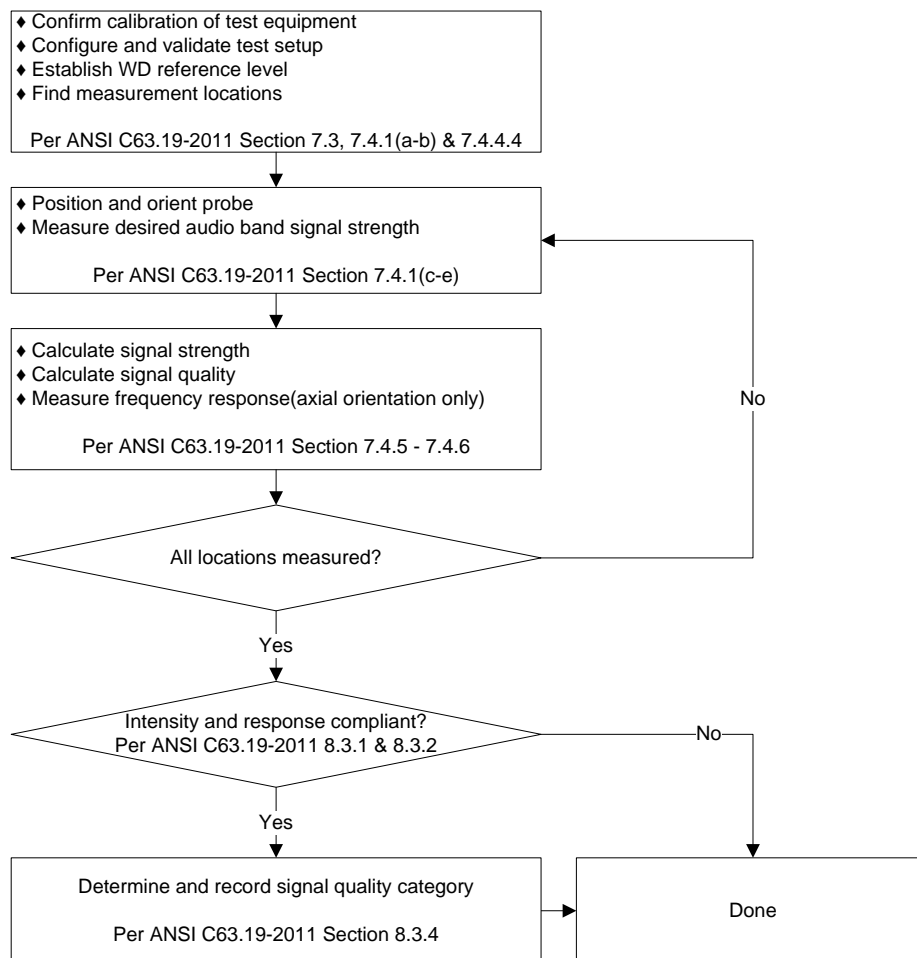 ♦ Confirm calibration of test equipment
♦ Configure and validate test setup
♦ Establish WD reference level
♦ Find measurement locations
Per ANSI C63.19-2011 Section 7.3, 7.4.1(a-b) & 7.4.4.4
♦ Position and orient probe
♦ Measure desired audio band signal strength
Per ANSI C63.19-2011 Section 7.4.1(c-e)
♦ Calculate signal strength
♦ Calculate signal quality
♦ Measure frequency response(axial orientation only)
Per ANSI C63.19-2011 Section 7.4.5 - 7.4.6
No
All locations measured?
Yes
Intensity and response compliant?
Per ANSI C63.19-2011 8.3.1 & 8.3.2
No
Yes
Determine and record signal quality category
Per ANSI C63.19-2011 Section 8.3.4
Done